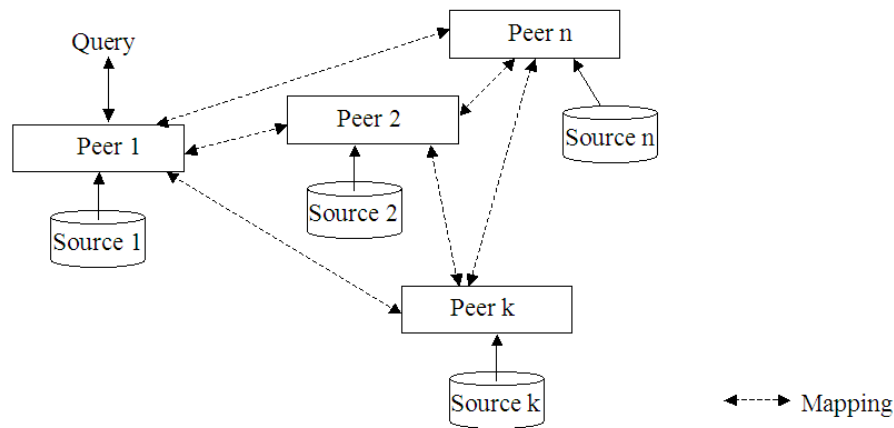 Query
Peer n
Peer 2
Peer 1
Source n
Source 2
Source 1
Peer k
Source k
Mapping